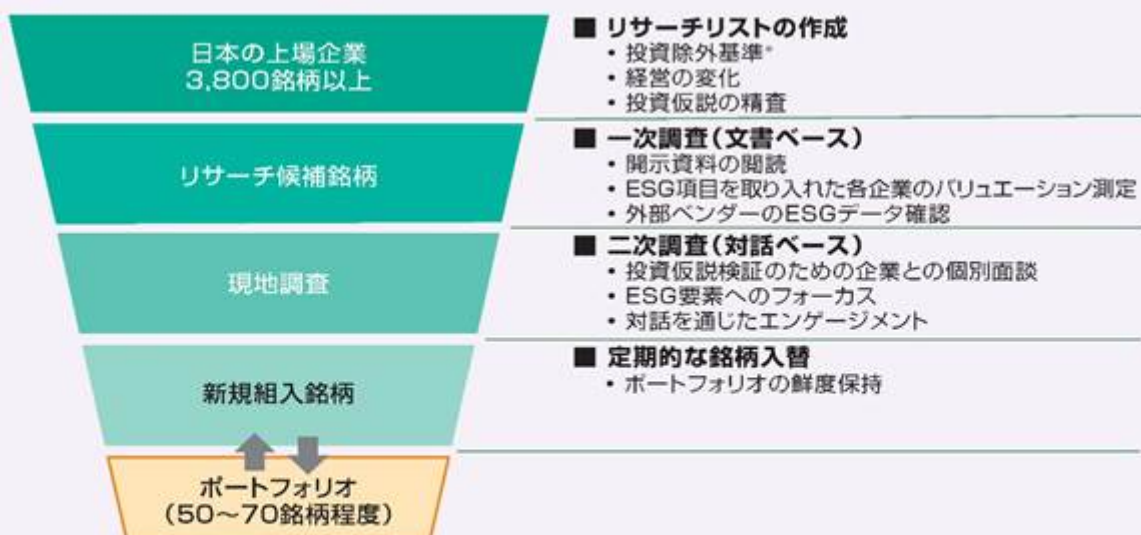 日本の上場企業
3,800銘柄以上
■ リサーチリストの作成
・投資除外基準*
・経営の変化
・投資仮説の精査
リサーチ候補銘柄
■ 一次調査(文書ベース)
・開示資料の閲読
・ESG項目を取り入れた各企業のバリュエーション測定
・外部ベンダーのESGデータ確認
現地調査
■ 二次調査(対話ベース)
・投資仮説検証のための企業との個別面談
・ESG要素へのフォーカス
・対話を通じたエンゲージメント
新規組入銘柄
■ 定期的な銘柄入替
・ポートフォリオの鮮度保持
ポートフォリオ
(50〜70銘柄程度)